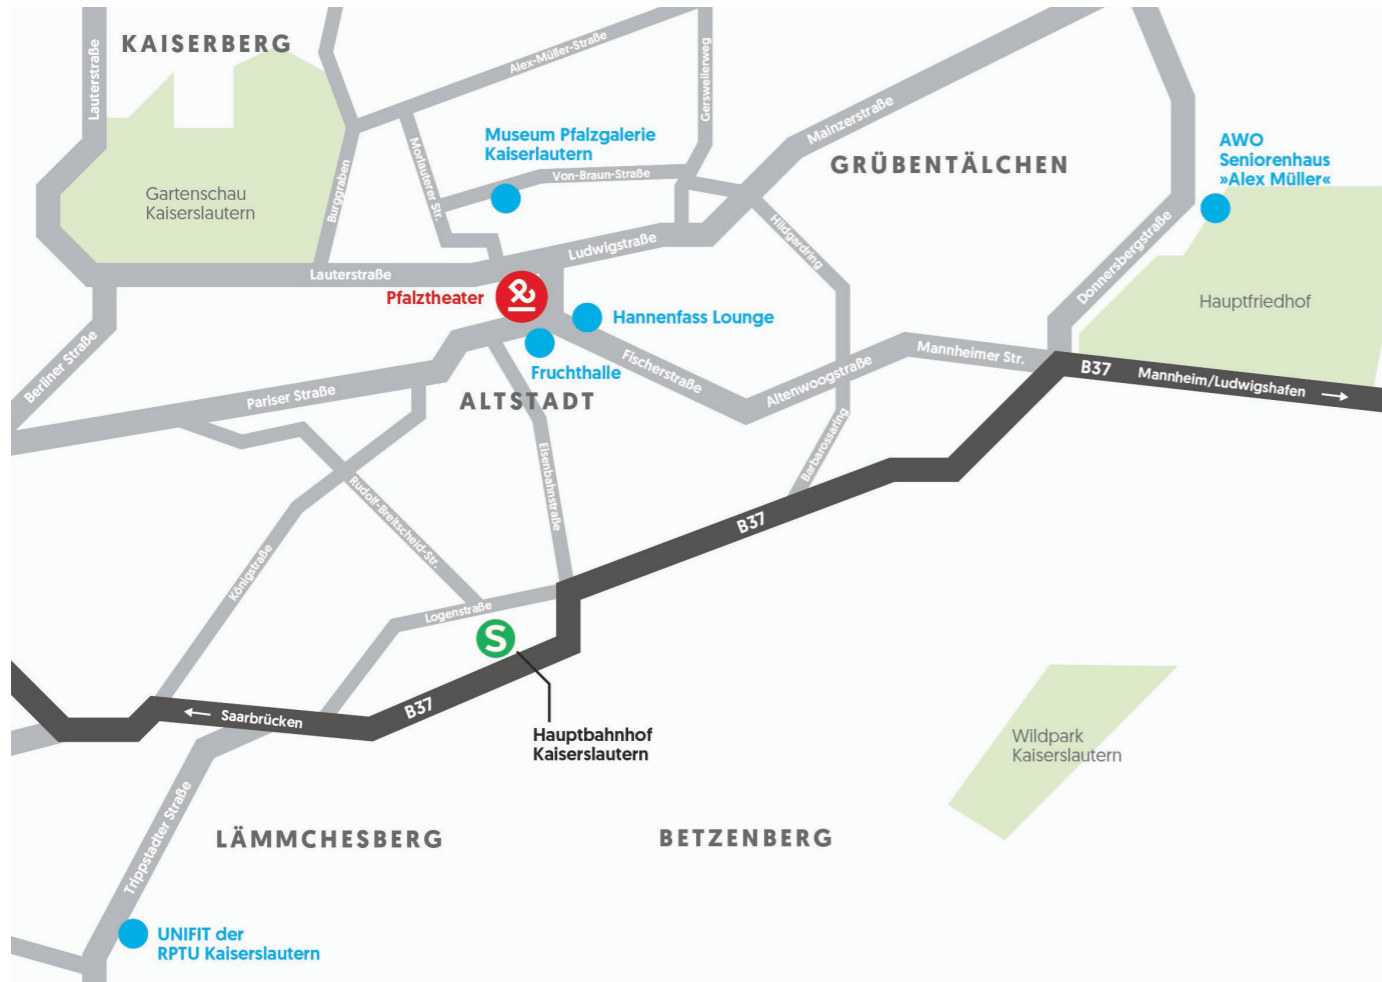 KAISERBERG
Lauterstraße
Alex-Müller-Straße
Gersweilerweg
Mainzerstraße
Museum Pfalzgalerie
Kaiserlautern
Morlauterer Str.
Burggraben
Von-Braun-Straße
GRÜBENTÄLCHEN
AWO
Seniorenhaus
»Alex Müller«
Gartenschau
Kaiserslautern
Hildgardring
Ludwigstraße
Donnersbergstraße
Lauterstraße
Pfalztheater
&
Hannenfass Lounge
Hauptfriedhof
Berliner Straße
Fruchthalle
Fischerstraße
Mannheimer Str.
Altenwoogstraße
B37
Mannheim/Ludwigshafen →
Pariser Straße
ALTSTADT
Barbarossaring
Eisenbahnstraße
Rudolf-Breitscheid-Str.
B37
Königstraße
Logenstraße
S
B37
← Saarbrücken
Hauptbahnhof
Kaiserslautern
Wildpark
Kaiserslautern
Trippstadter Straße
LÄMMCHESBERG
BETZENBERG
UNIFIT der
RPTU Kaiserslautern